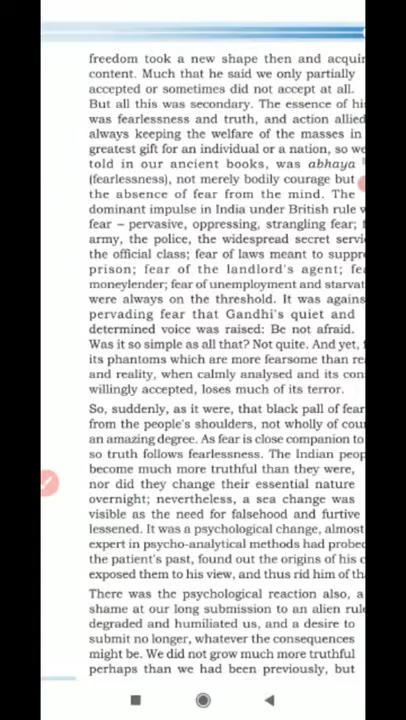 freedom took a new shape then and acquir
content. Much that he said we only partially
accepted or sometimes did not accept at all.
But all this was secondary. The essence of hi
was fearlessness and truth, and action allied
always keeping the welfare of the masses in
greatest gift for an individual or a nation, so we
told in our ancient books, was abhaya
(fearlessness), not merely bodily courage but
the absence of fear from the mind. The
dominant impulse in India under British rule w
fear – pervasive, oppressing, strangling fear; f
army, the police, the widespread secret servi
the official class; fear of laws meant to suppr
prison; fear of the landlord's agent; fea
moneylender; fear of unemployment and starvat
were always on the threshold. It was agains
pervading fear that Gandhi's quiet and
determined voice was raised: Be not afraid.
Was it so simple as all that? Not quite. And yet, f
its phantoms which are more fearsome than re
and reality, when calmly analysed and its con
willingly accepted, loses much of its terror.
So, suddenly, as it were, that black pall of fear
from the people's shoulders, not wholly of cou
an amazing degree. As fear is close companion to
so truth follows fearlessness. The Indian peop
become much more truthful than they were,
nor did they change their essential nature
overnight; nevertheless, a sea change was
visible as the need for falsehood and furtive
lessened. It was a psychological change, almost
expert in psycho-analytical methods had probed
the patient's past, found out the origins of his c
exposed them to his view, and thus rid him of th
There was the psychological reaction also, a
shame at our long submission to an alien rule
degraded and humiliated us, and a desire to
submit no longer, whatever the consequences
might be. We did not grow much more truthful
perhaps than we had been previously, but